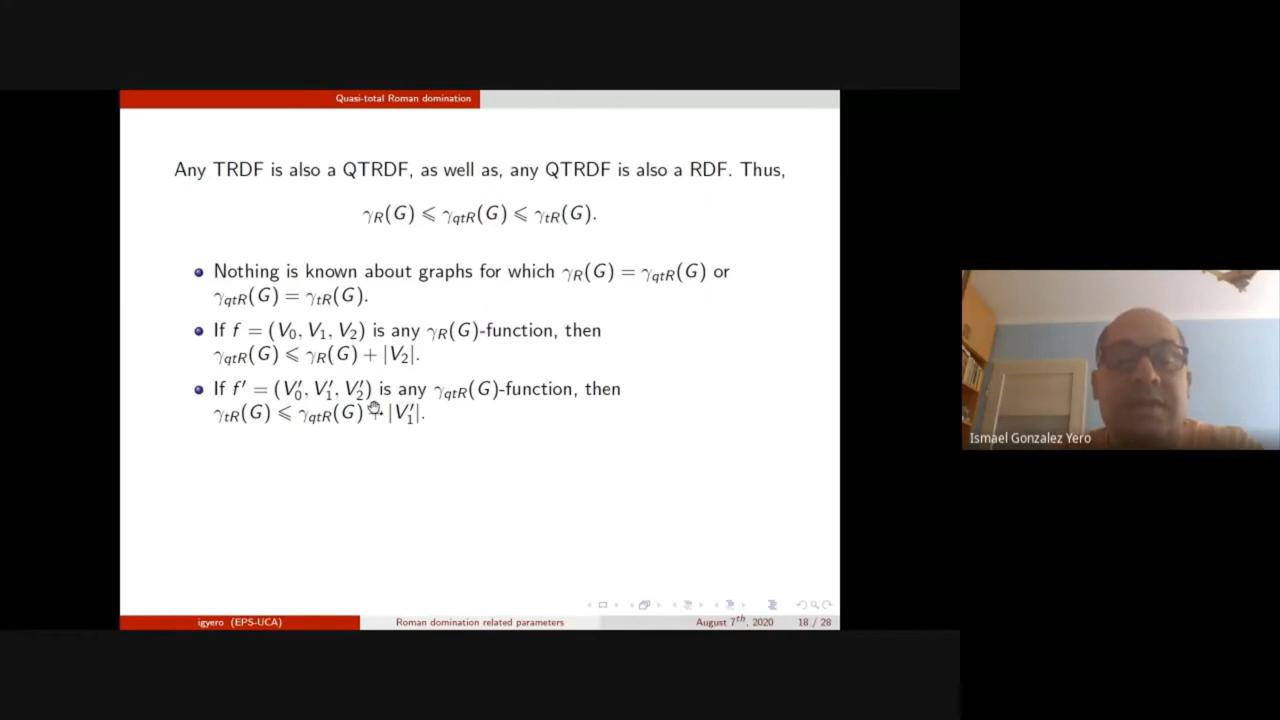 Quasi-total Roman domination
Any TRDF is also a QTRDF, as well as, any QTRDF is also a RDF. Thus,
γR(G) ⩽ γqtR(G) ⩽ γtR(G).
Nothing is known about graphs for which γR(G) = γqtR(G) or
γqtR(G) = γtR(G).
If f = (V0, V1, V2) is any γR(G)-function, then
γqtR(G) ⩽ γR(G) + |V2|.
If f′ = (V′0, V′1, V′2) is any γqtR(G)-function, then
γtR(G) ⩽ γqtR(G) + |V′1|.
Ismael Gonzalez Yero
igyero (EPS-UCA) Roman domination related parameters August 7th, 2020 18 / 28